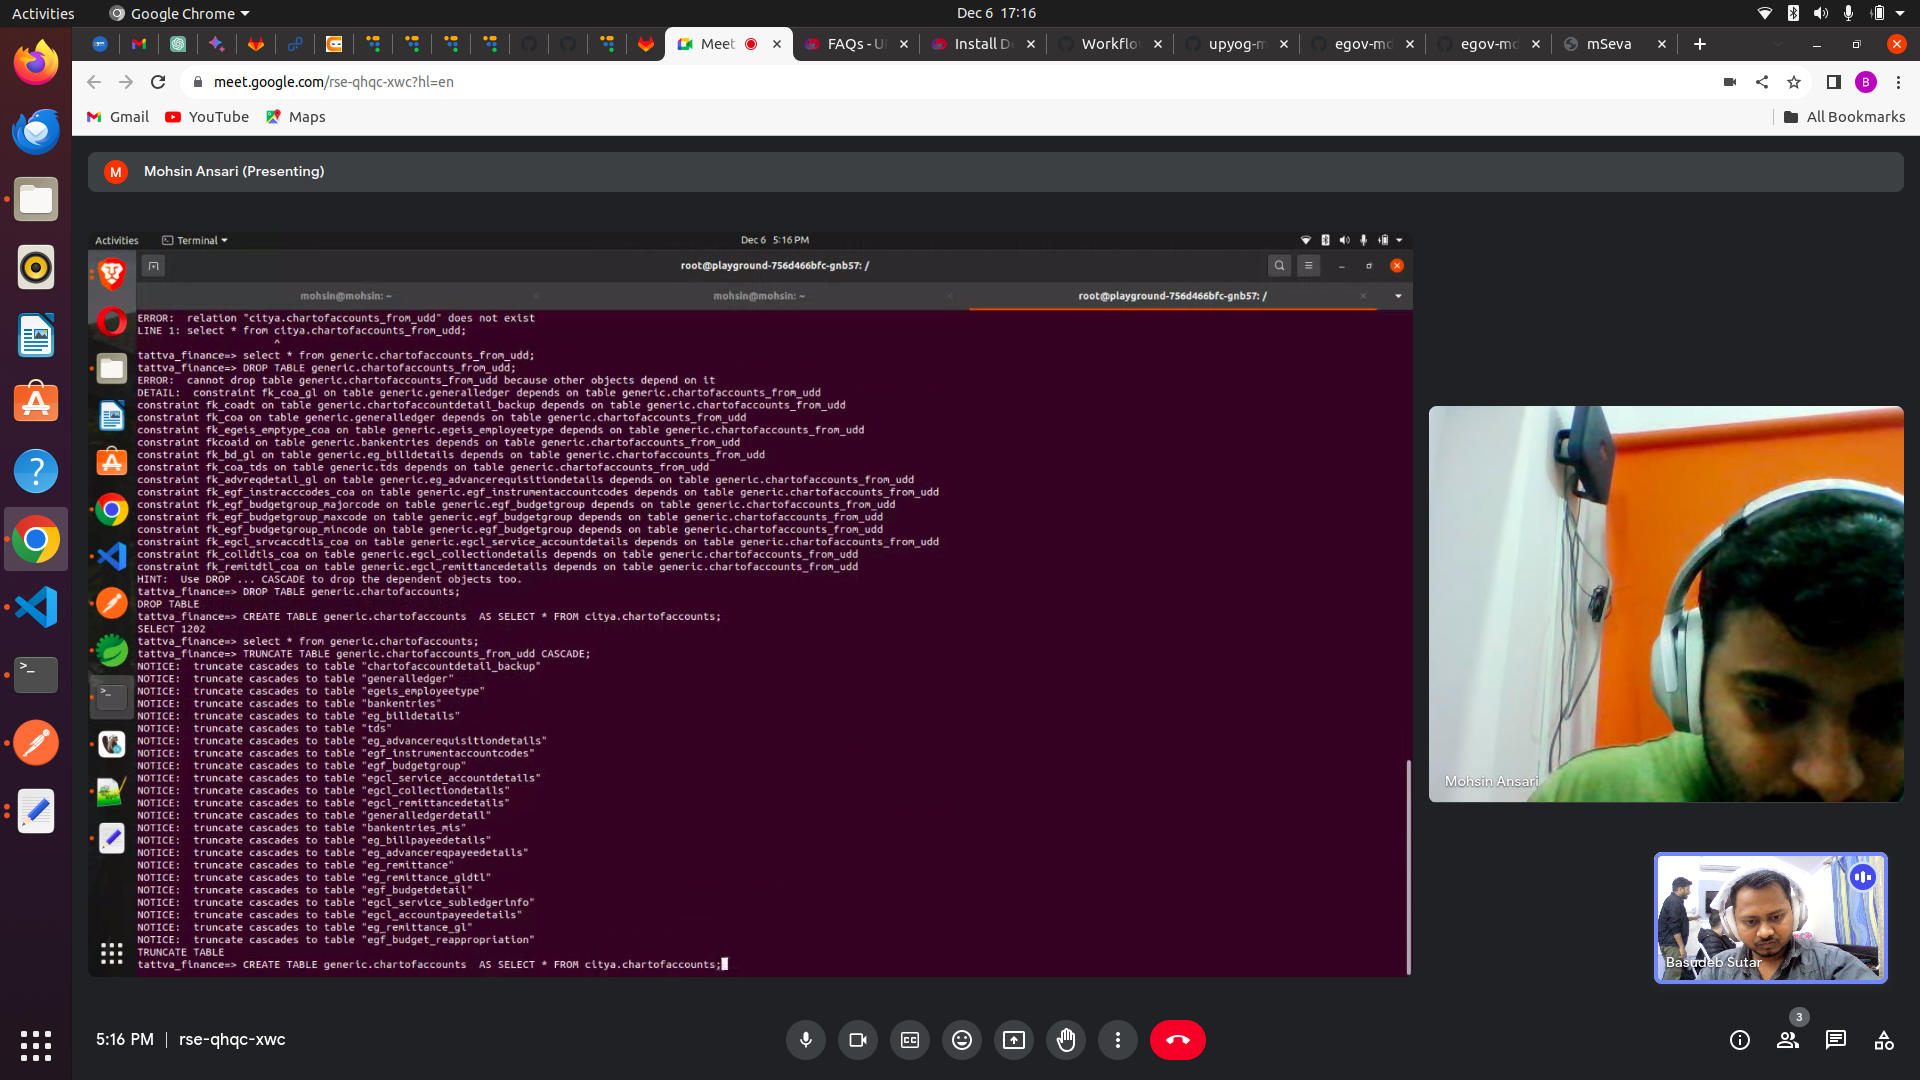 Activities
Google Chrome
Dec 6 17:16
Meet
FAQs - U
Install D
Workflo
upyog-m
egov-md
egov-md
mSeva
meet.google.com/rse-qhqc-xwc?hl=en
B
Gmail
YouTube
Maps
All Bookmarks
M
Mohsin Ansari (Presenting)
Activities
Terminal
Dec 6 5:16 PM
root@playground-756d466bfc-gnb57: /
mohsin@mohsin: ~
mohsin@mohsin: ~
root@playground-756d466bfc-gnb57: /
ERROR: relation "citya.chartofaccounts_from_udd" does not exist
LINE 1: select * from citya.chartofaccounts_from_udd;
^
tattva_finance=> select * from generic.chartofaccounts_from_udd;
tattva_finance=> DROP TABLE generic.chartofaccounts_from_udd;
ERROR: cannot drop table generic.chartofaccounts_from_udd because other objects depend on it
DETAIL: constraint fk_coa_gl on table generic.generalledger depends on table generic.chartofaccounts_from_udd
constraint fk_coadt on table generic.chartofaccountdetail_backup depends on table generic.chartofaccounts_from_udd
constraint fk_coa on table generic.generalledger depends on table generic.chartofaccounts_from_udd
constraint fk_egeis_emptype_coa on table generic.egeis_employeetype depends on table generic.chartofaccounts_from_udd
constraint fkcoaid on table generic.bankentries depends on table generic.chartofaccounts_from_udd
constraint fk_bd_gl on table generic.eg_billdetails depends on table generic.chartofaccounts_from_udd
constraint fk_coa_tds on table generic.tds depends on table generic.chartofaccounts_from_udd
constraint fk_advreqdetail_gl on table generic.eg_advancerequisitiondetails depends on table generic.chartofaccounts_from_udd
constraint fk_egf_instracccodes_coa on table generic.egf_instrumentaccountcodes depends on table generic.chartofaccounts_from_udd
constraint fk_egf_budgetgroup_majorcode on table generic.egf_budgetgroup depends on table generic.chartofaccounts_from_udd
constraint fk_egf_budgetgroup_maxcode on table generic.egf_budgetgroup depends on table generic.chartofaccounts_from_udd
constraint fk_egf_budgetgroup_mincode on table generic.egf_budgetgroup depends on table generic.chartofaccounts_from_udd
constraint fk_egcl_srvcaccdtls_coa on table generic.egcl_service_accountdetails depends on table generic.chartofaccounts_from_udd
constraint fk_colldtls_coa on table generic.egcl_collectiondetails depends on table generic.chartofaccounts_from_udd
constraint fk_remitdtl_coa on table generic.egcl_remittancedetails depends on table generic.chartofaccounts_from_udd
HINT: Use DROP ... CASCADE to drop the dependent objects too.
tattva_finance=> DROP TABLE generic.chartofaccounts;
DROP TABLE
tattva_finance=> CREATE TABLE generic.chartofaccounts AS SELECT * FROM citya.chartofaccounts;
SELECT 1202
tattva_finance=> select * from generic.chartofaccounts;
tattva_finance=> TRUNCATE TABLE generic.chartofaccounts_from_udd CASCADE;
NOTICE: truncate cascades to table "chartofaccountdetail_backup"
NOTICE: truncate cascades to table "generalledger"
NOTICE: truncate cascades to table "egeis_employeetype"
NOTICE: truncate cascades to table "bankentries"
NOTICE: truncate cascades to table "eg_billdetails"
NOTICE: truncate cascades to table "tds"
NOTICE: truncate cascades to table "eg_advancerequisitiondetails"
NOTICE: truncate cascades to table "egf_instrumentaccountcodes"
NOTICE: truncate cascades to table "egf_budgetgroup"
NOTICE: truncate cascades to table "egcl_service_accountdetails"
NOTICE: truncate cascades to table "egcl_collectiondetails"
NOTICE: truncate cascades to table "egcl_remittancedetails"
NOTICE: truncate cascades to table "generalledgerdetail"
NOTICE: truncate cascades to table "bankentries_mis"
NOTICE: truncate cascades to table "eg_billpayeedetails"
NOTICE: truncate cascades to table "eg_advancereqpayeedetails"
NOTICE: truncate cascades to table "eg_remittance"
NOTICE: truncate cascades to table "eg_remittance_gldtl"
NOTICE: truncate cascades to table "egf_budgetdetail"
NOTICE: truncate cascades to table "egcl_service_subledgerinfo"
NOTICE: truncate cascades to table "egcl_accountpayeedetails"
NOTICE: truncate cascades to table "eg_remittance_gl"
NOTICE: truncate cascades to table "egf_budget_reappropriation"
TRUNCATE TABLE
tattva_finance=> CREATE TABLE generic.chartofaccounts AS SELECT * FROM citya.chartofaccounts;
Mohsin Ansari
Basudeb Sutar
5:16 PM | rse-qhqc-xwc
3